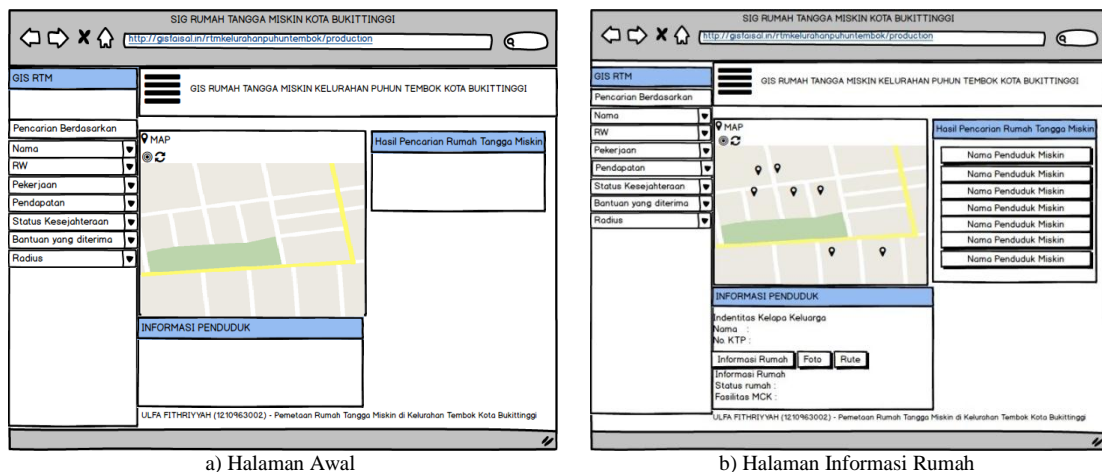 SIG RUMAH TANGGA MISKIN KOTA BUKITTINGGI
http://gisfaisal.in/rtmkelurahanpuhuntembok/production
GIS RTM
GIS RUMAH TANGGA MISKIN KELURAHAN PUHUN TEMBOK KOTA BUKITTINGGI
Pencarian Berdasarkan
Nama
RW
Pekerjaan
Pendapatan
Status Kesejahteraan
Bantuan yang diterima
Radius
MAP
Hasil Pencarian Rumah Tangga Miskin
INFORMASI PENDUDUK
ULFA FITHRIYYAH (1210963002) - Pemetaan Rumah Tangga Miskin di Kelurahan Tembok Kota Bukittinggi
a) Halaman Awal
SIG RUMAH TANGGA MISKIN KOTA BUKITTINGGI
http://gisfaisal.in/rtmkelurahanpuhuntembok/production
GIS RTM
GIS RUMAH TANGGA MISKIN KELURAHAN PUHUN TEMBOK KOTA BUKITTINGGI
Pencarian Berdasarkan
Nama
RW
Pekerjaan
Pendapatan
Status Kesejahteraan
Bantuan yang diterima
Radius
MAP
Hasil Pencarian Rumah Tangga Miskin
Nama Penduduk Miskin
Nama Penduduk Miskin
Nama Penduduk Miskin
Nama Penduduk Miskin
Nama Penduduk Miskin
Nama Penduduk Miskin
Nama Penduduk Miskin
INFORMASI PENDUDUK
Indentitas Kelapa Keluarga
Nama :
No. KTP :
Informasi Rumah Foto Rute
Informasi Rumah
Status rumah :
Fasilitas MCK :
ULFA FITHRIYYAH (1210963002) - Pemetaan Rumah Tangga Miskin di Kelurahan Tembok Kota Bukittinggi
b) Halaman Informasi Rumah